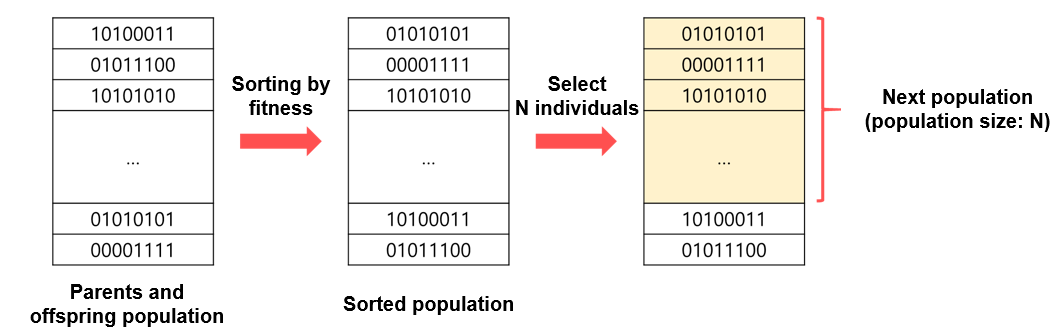 10100011
01011100
10101010
...
01010101
00001111
Parents and
offspring population
Sorting by
fitness
01010101
00001111
10101010
...
10100011
01011100
Sorted population
Select
N individuals
01010101
00001111
10101010
...
10100011
01011100
Next population
(population size: N)